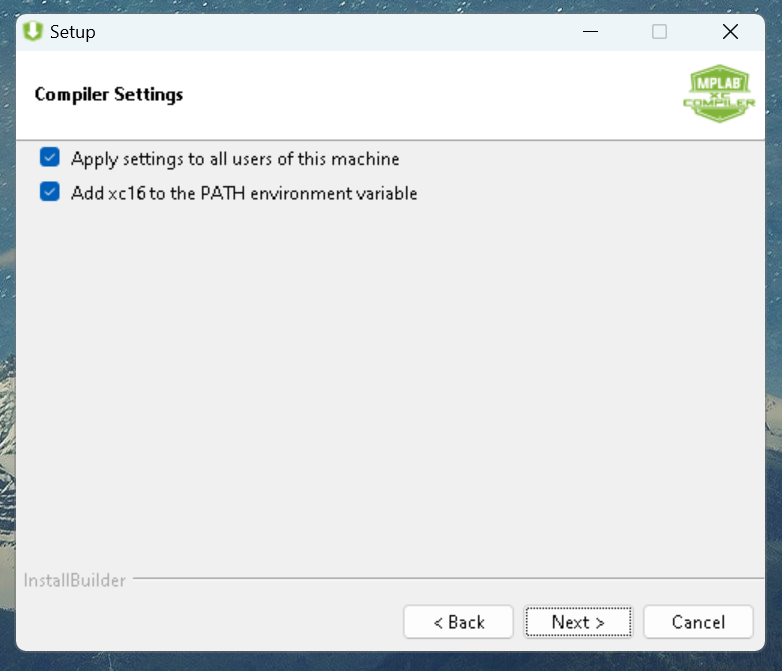 Setup
Compiler Settings
MPLAB
XC
COMPILER
Apply settings to all users of this machine
Add xc16 to the PATH environment variable
InstallBuilder
< Back
Next >
Cancel